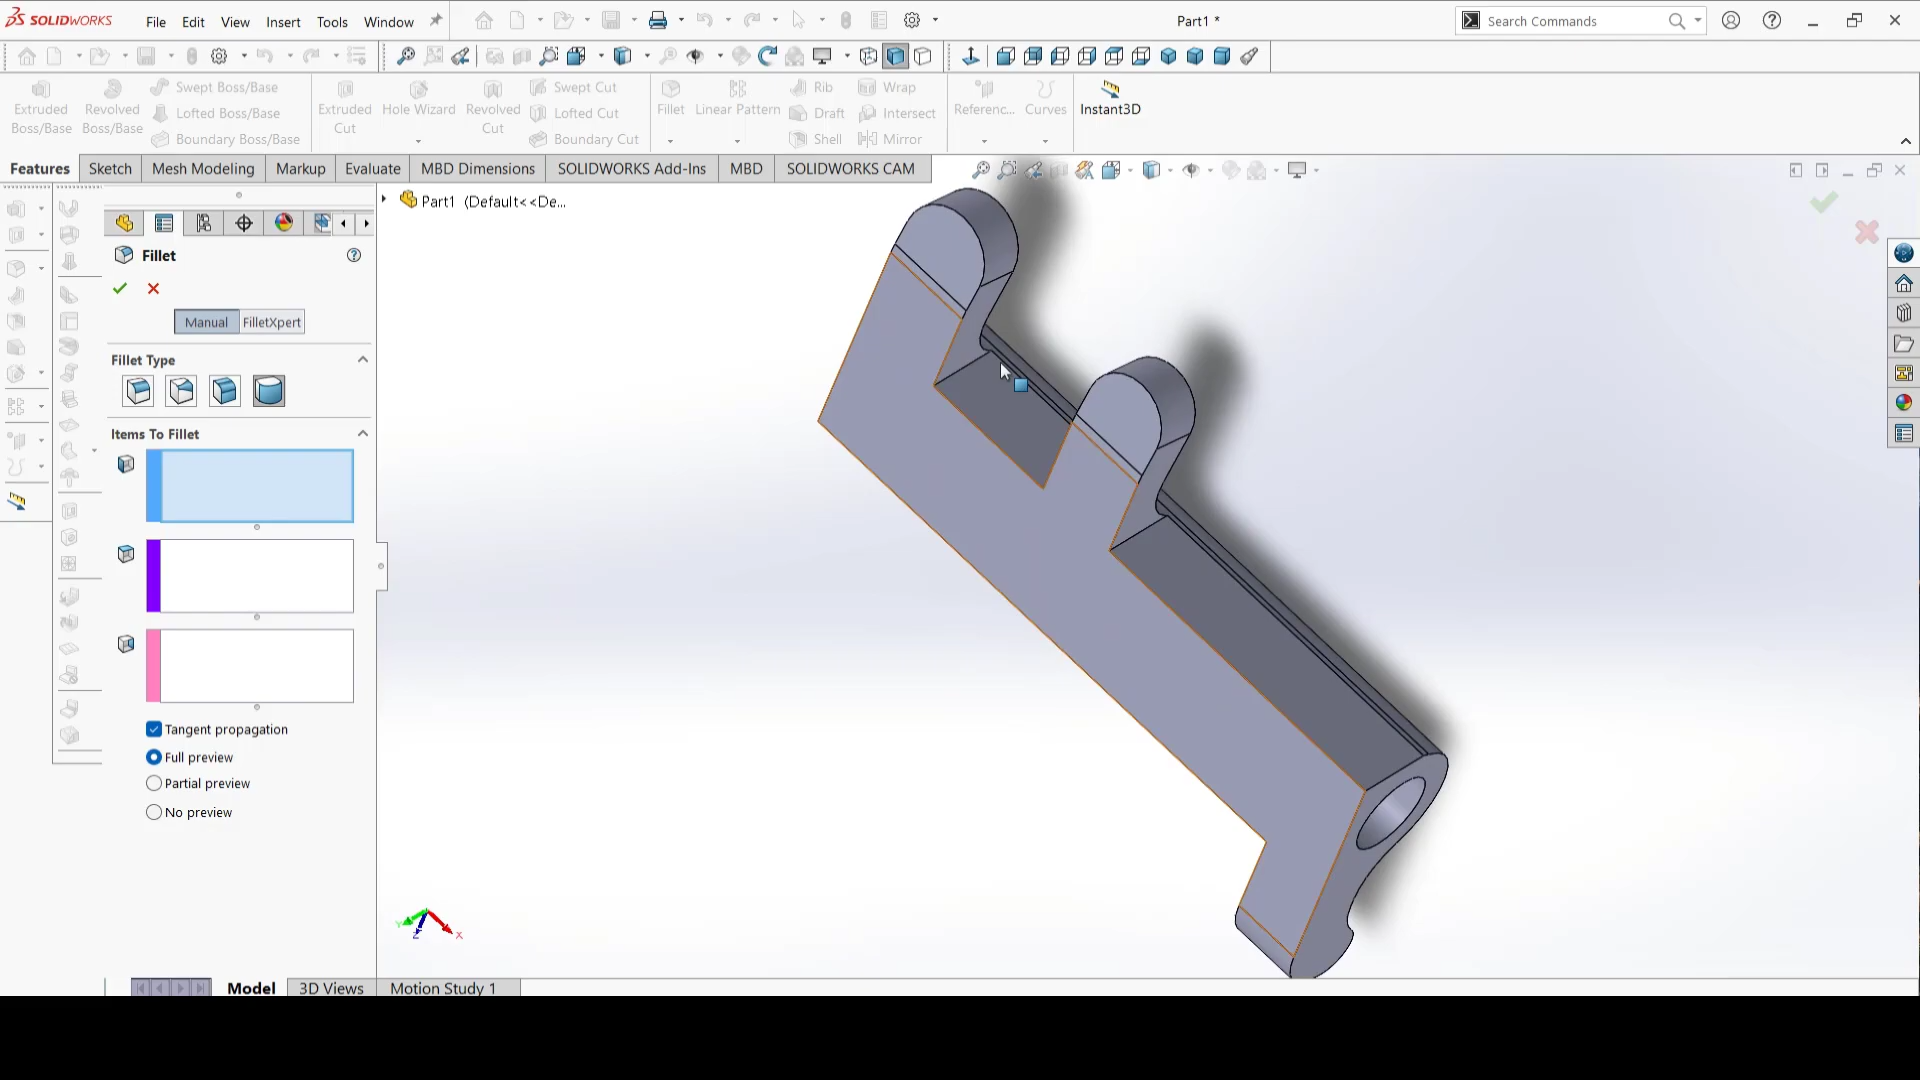 SOLIDWORKS File Edit View Insert Tools Window Part1 * Search Commands
Extruded Boss/Base
Revolved Boss/Base
Swept Boss/Base
Lofted Boss/Base
Boundary Boss/Base
Extruded Cut
Hole Wizard
Revolved Cut
Swept Cut
Lofted Cut
Boundary Cut
Fillet
Linear Pattern
Rib
Draft
Shell
Wrap
Intersect
Mirror
Referenc...
Curves
Instant3D
Features Sketch Mesh Modeling Markup Evaluate MBD Dimensions SOLIDWORKS Add-Ins MBD SOLIDWORKS CAM
Part1 (Default<<De...
Fillet
Manual FilletXpert
Fillet Type
Items To Fillet
Tangent propagation
Full preview
Partial preview
No preview
Y
Z
X
Model 3D Views Motion Study 1